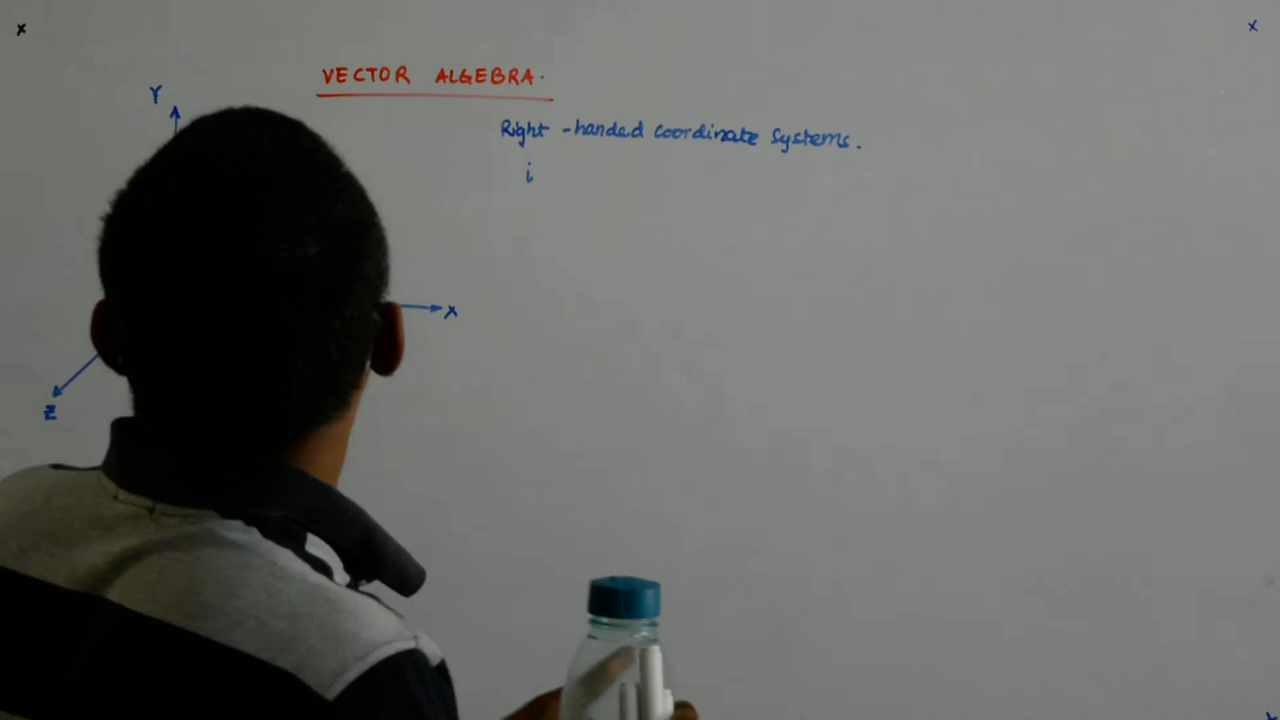 x
x
VECTOR ALGEBRA.
Y
Right-handed coordinate systems.
i
X
Z